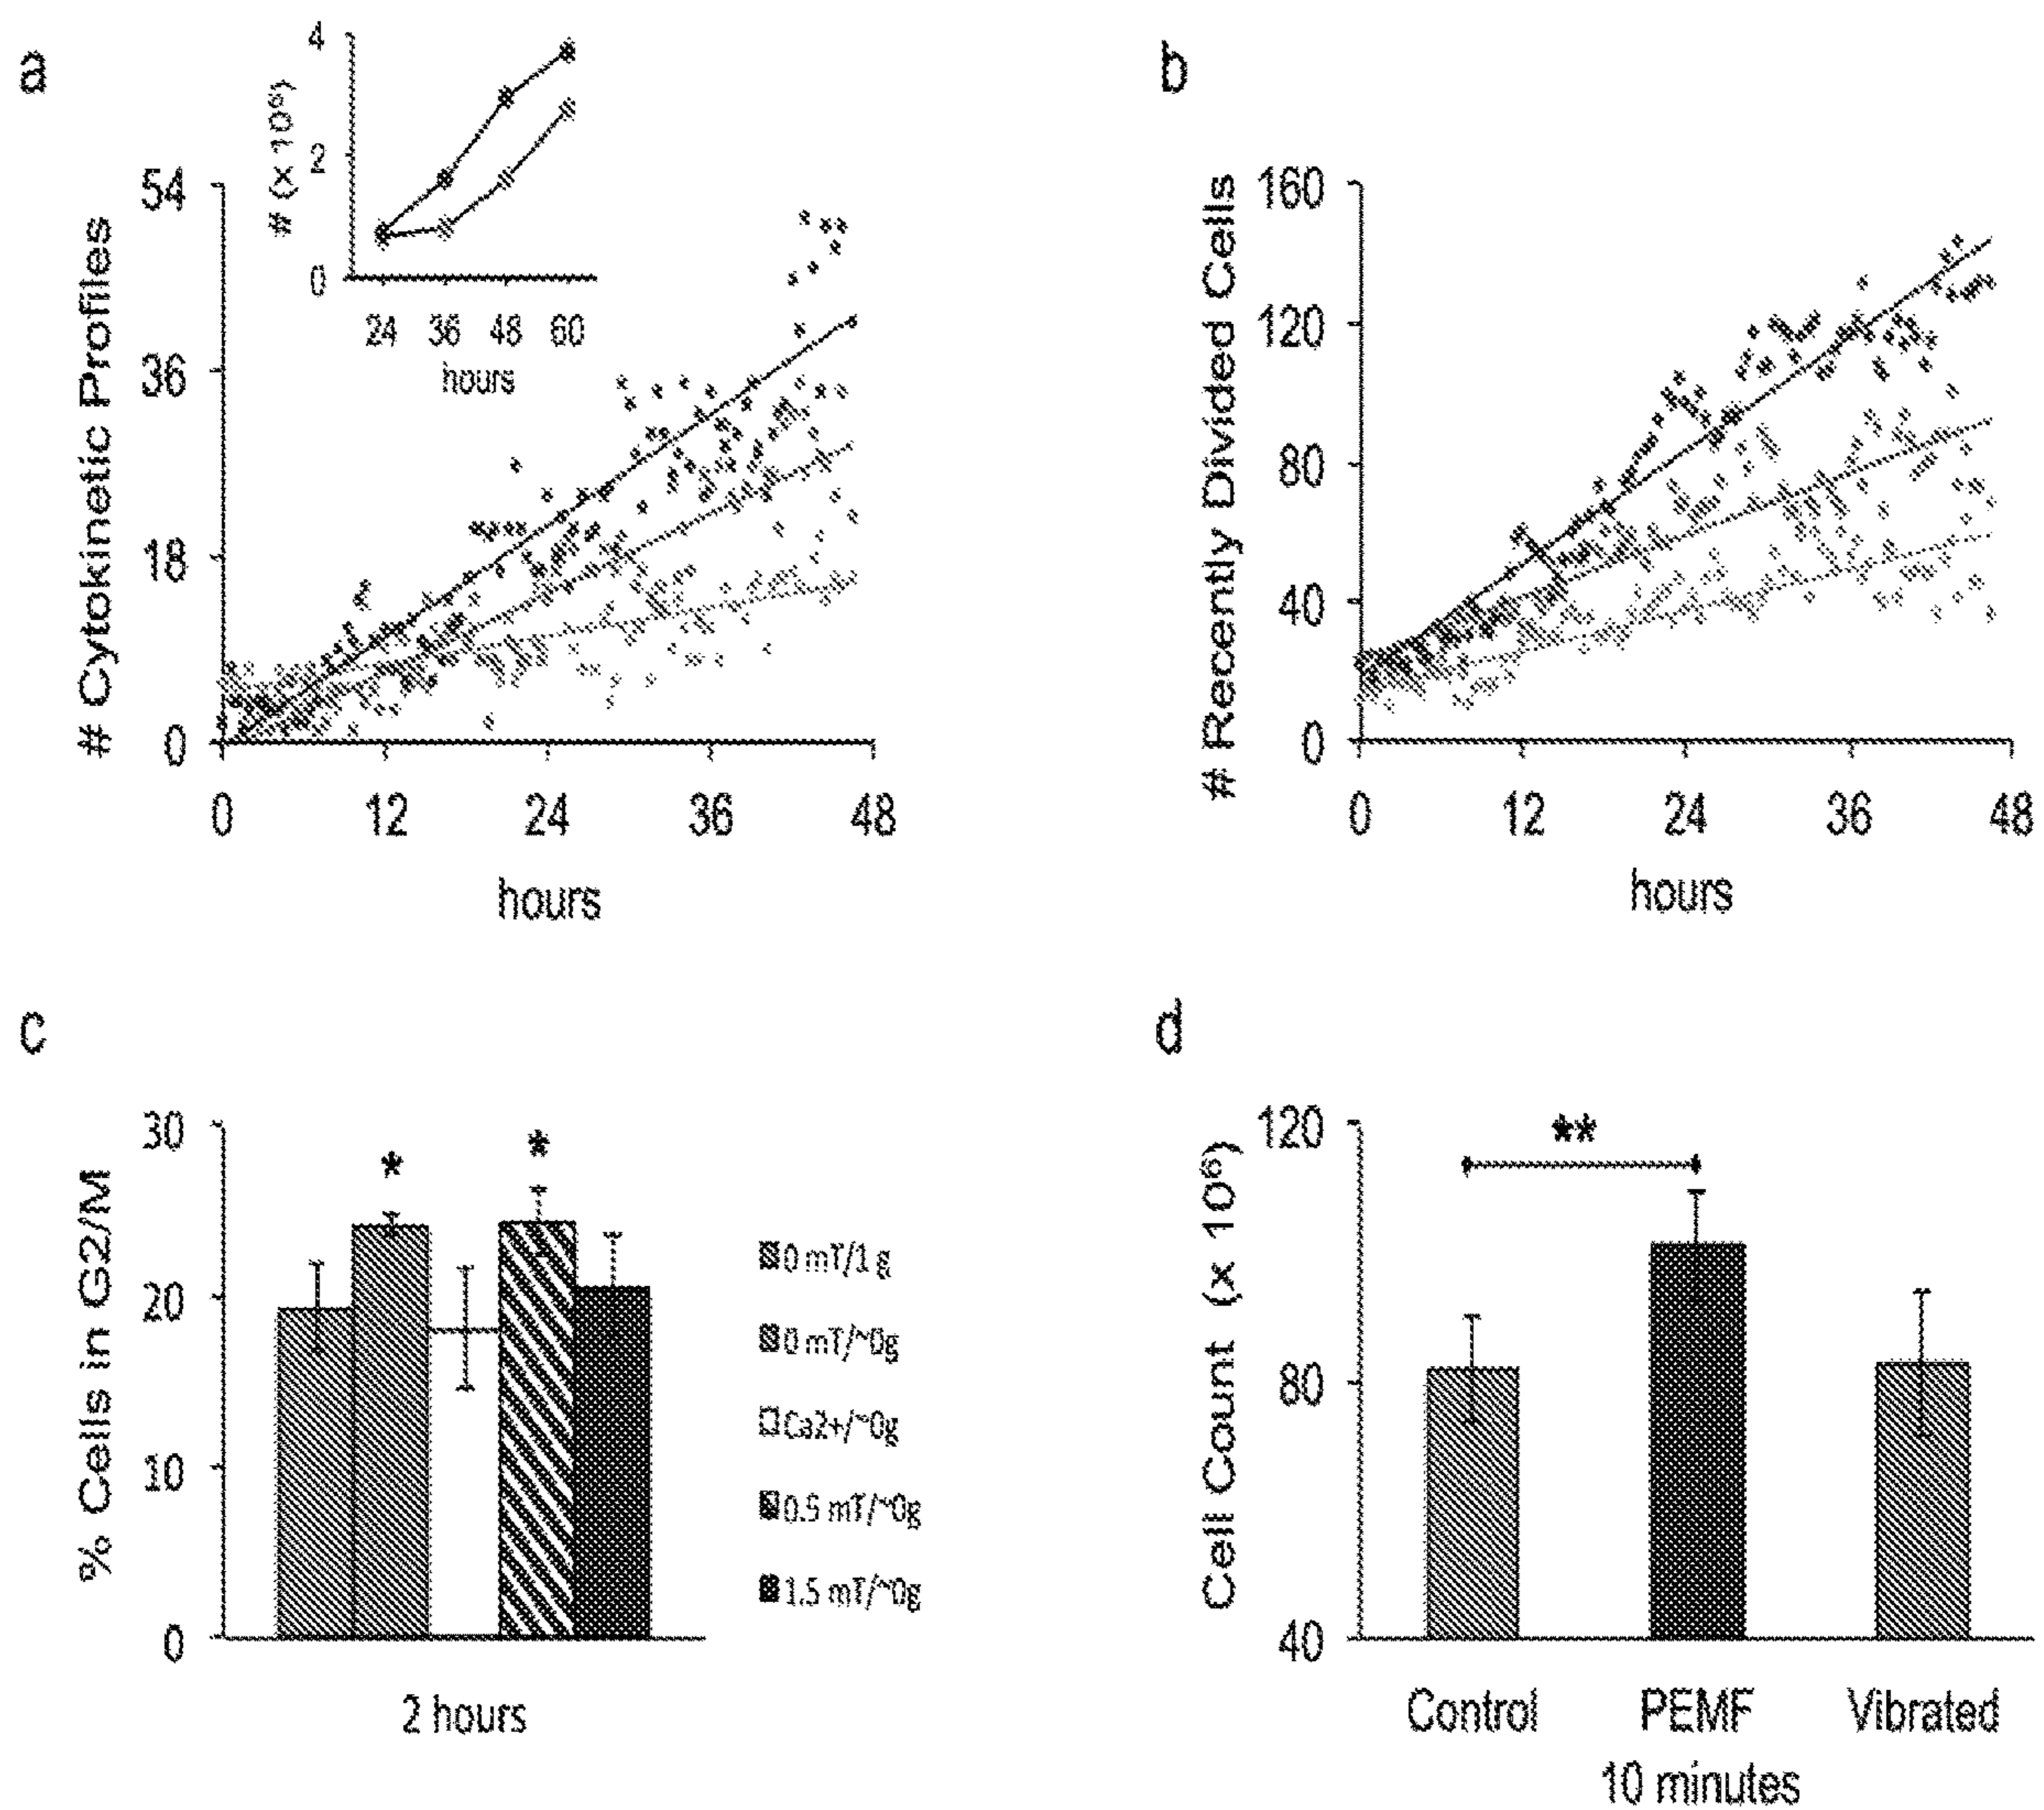 a
# (x 10⁶)
4
2
0
24 36 48 60
hours
# Cytokinetic Profiles
54
36
18
0
0 12 24 36 48
hours
b
# Recently Divided Cells
160
120
80
40
0
0 12 24 36 48
hours
c
% Cells in G2/M
30
20
10
0
* *
2 hours
0 mT/1 g
0 mT/~0g
Ca2+/~0g
0.5 mT/~0g
1.5 mT/~0g
d
Cell Count (x 10⁶)
120
80
40
**
Control PEMF Vibrated
10 minutes